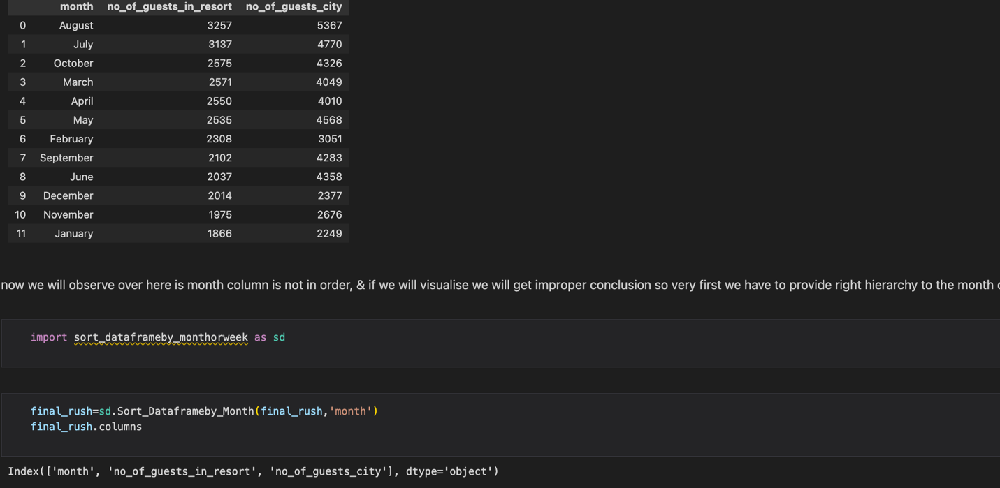 month no_of_guests_in_resort no_of_guests_city
0 August 3257 5367
1 July 3137 4770
2 October 2575 4326
3 March 2571 4049
4 April 2550 4010
5 May 2535 4568
6 February 2308 3051
7 September 2102 4283
8 June 2037 4358
9 December 2014 2377
10 November 1975 2676
11 January 1866 2249
now we will observe over here is month column is not in order, & if we will visualise we will get improper conclusion so very first we have to provide right hierarchy to the month
import sort_dataframeby_monthorweek as sd
final_rush=sd.Sort_Dataframeby_Month(final_rush,'month')
final_rush.columns
Index(['month', 'no_of_guests_in_resort', 'no_of_guests_city'], dtype='object')